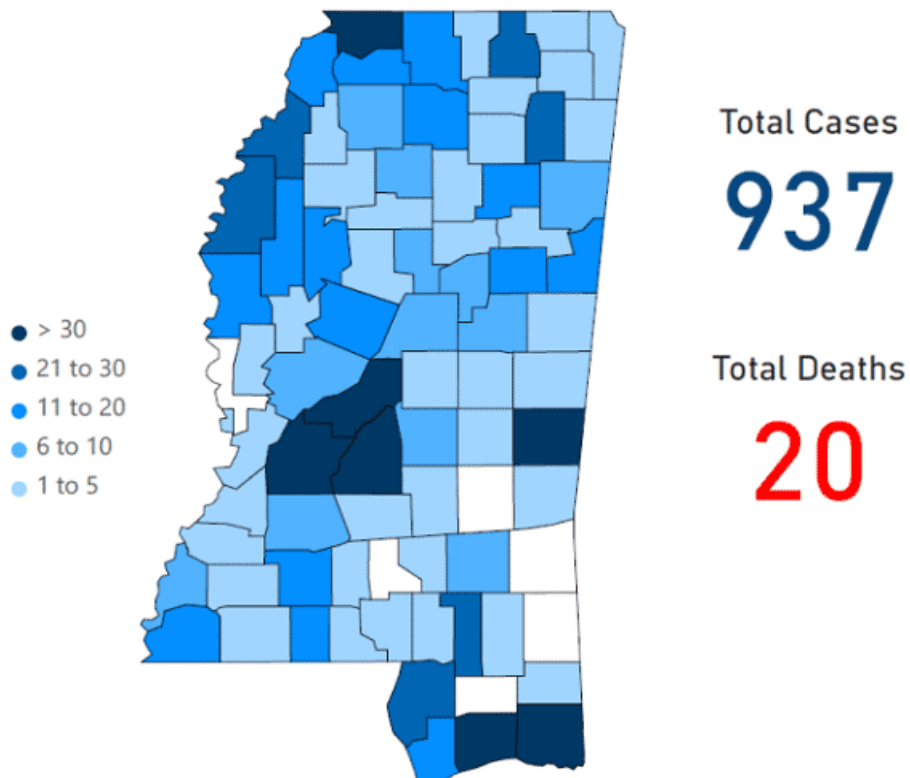 Total Cases
937
> 30
21 to 30
11 to 20
6 to 10
1 to 5
Total Deaths
20